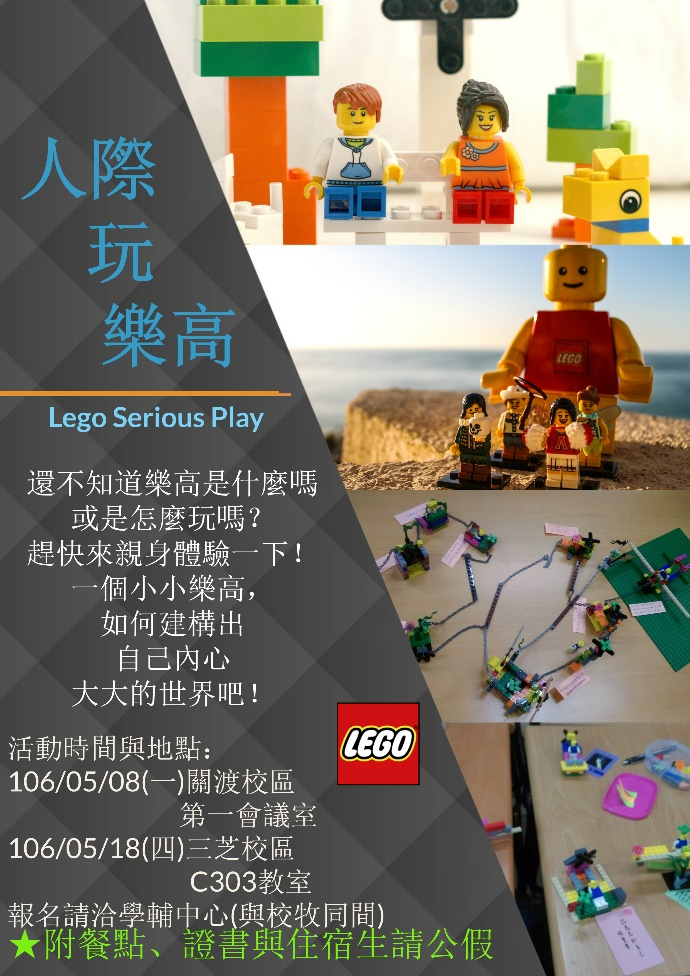 人際
玩
樂高
Lego Serious Play
還不知道樂高是什麼嗎
或是怎麼玩嗎?
趕快來親身體驗一下!
一個小小樂高,
如何建構出
自己內心
大大的世界吧!
LEGO
LEGO
活動時間與地點:
106/05/08(一)關渡校區
第一會議室
106/05/18(四)三芝校區
C303教室
報名請洽學輔中心(與校牧同間)
★附餐點、證書與住宿生請公假